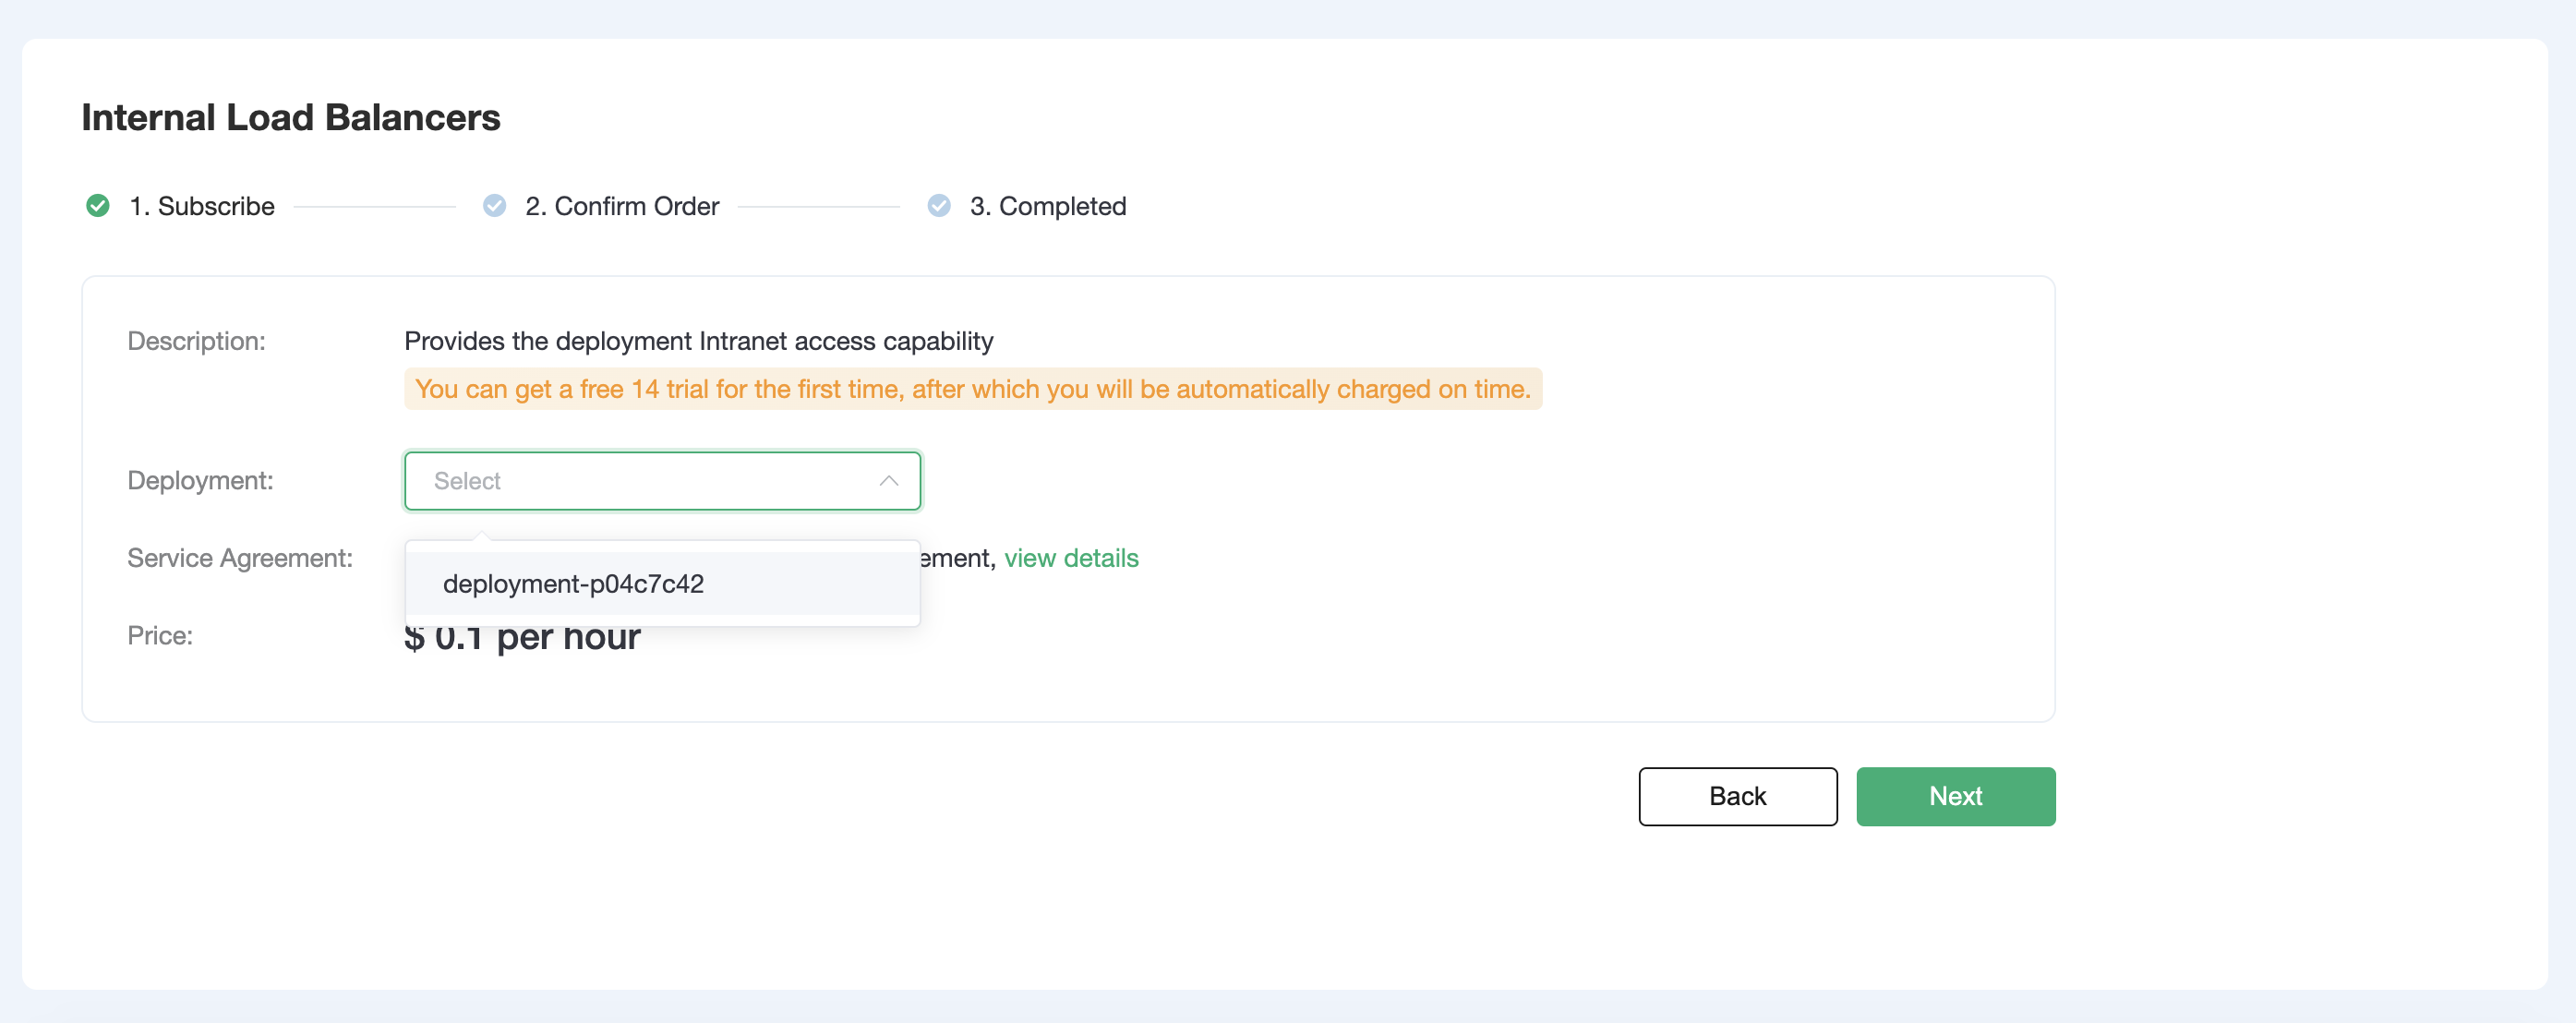 Internal Load Balancers
1. Subscribe
2. Confirm Order
3. Completed
Description:
Provides the deployment Intranet access capability
You can get a free 14 trial for the first time, after which you will be automatically charged on time.
Deployment:
Select
Service Agreement:
view details
deployment-p04c7c42
Price:
$ 0.1 per hour
Back
Next